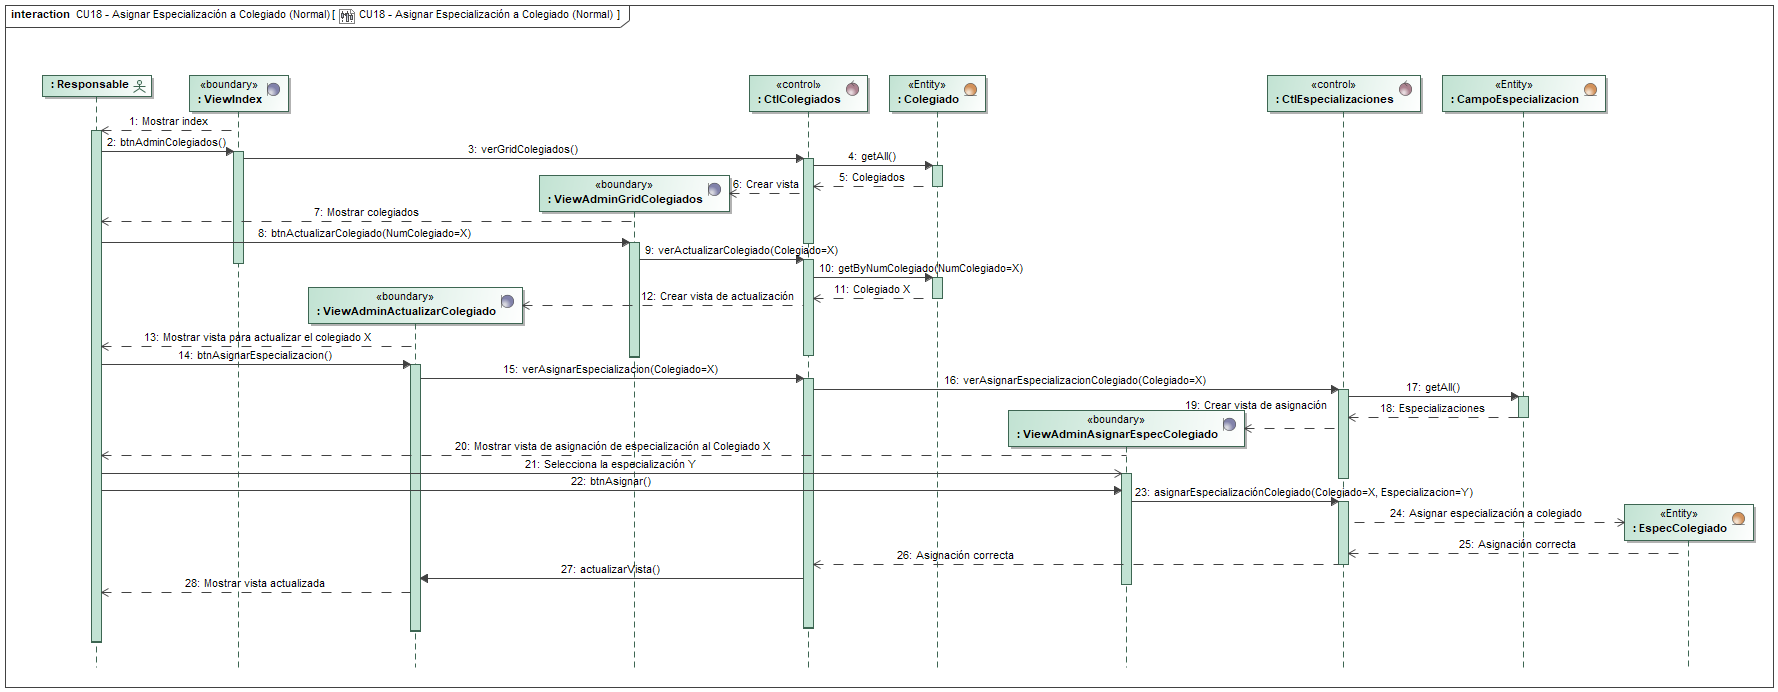 interaction CU18 - Asignar Especialización a Colegiado (Normal) [ CU18 - Asignar Especialización a Colegiado (Normal) ]
: Responsable
«boundary»
: ViewIndex
«control»
: CtlColegiados
«Entity»
: Colegiado
«control»
: CtlEspecializaciones
«Entity»
: CampoEspecializacion
1: Mostrar index
2: btnAdminColegiados()
3: verGridColegiados()
4: getAll()
5: Colegiados
6: Crear vista
«boundary»
: ViewAdminGridColegiados
7: Mostrar colegiados
8: btnActualizarColegiado(NumColegiado=X)
9: verActualizarColegiado(Colegiado=X)
10: getByNumColegiado(NumColegiado=X)
11: Colegiado X
12: Crear vista de actualización
«boundary»
: ViewAdminActualizarColegiado
13: Mostrar vista para actualizar el colegiado X
14: btnAsignarEspecializacion()
15: verAsignarEspecializacion(Colegiado=X)
16: verAsignarEspecializacionColegiado(Colegiado=X)
17: getAll()
18: Especializaciones
19: Crear vista de asignación
«boundary»
: ViewAdminAsignarEspecColegiado
20: Mostrar vista de asignación de especialización al Colegiado X
21: Selecciona la especialización Y
22: btnAsignar()
23: asignarEspecializaciónColegiado(Colegiado=X, Especializacion=Y)
24: Asignar especialización a colegiado
«Entity»
: EspecColegiado
25: Asignación correcta
26: Asignación correcta
27: actualizarVista()
28: Mostrar vista actualizada